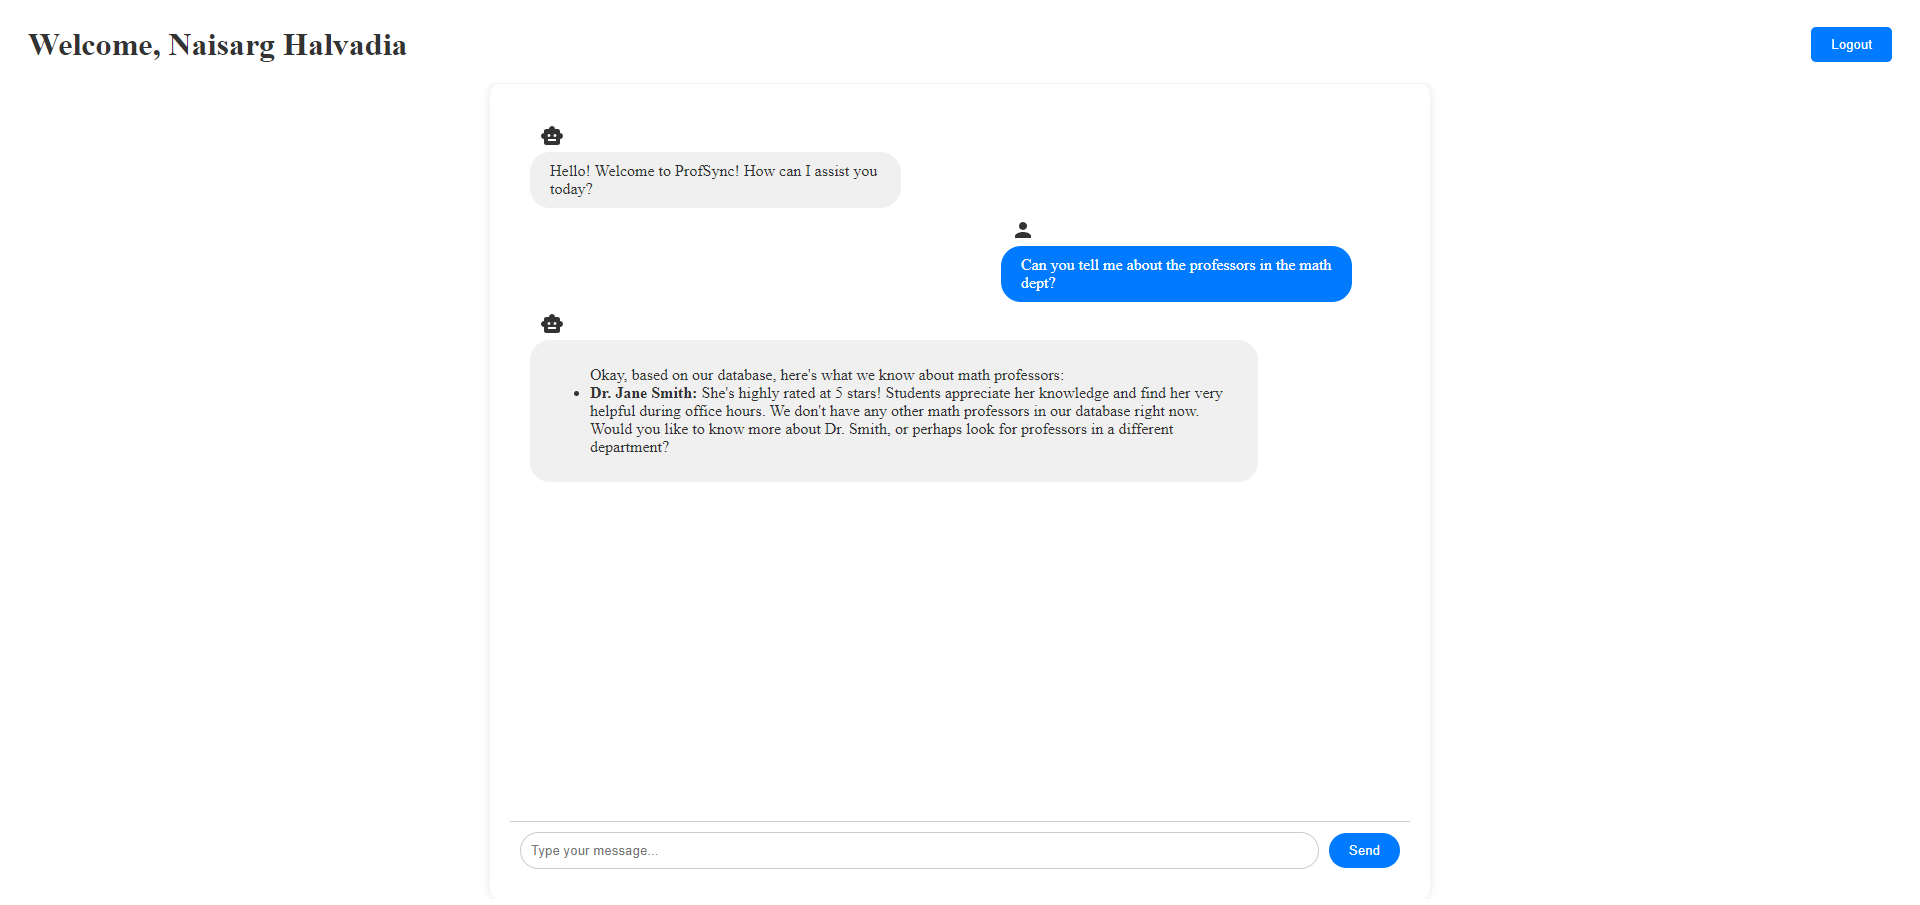 Welcome, Naisarg Halvadia
Logout
Hello! Welcome to ProfSync! How can I assist you
today?
Can you tell me about the professors in the math
dept?
Okay, based on our database, here's what we know about math professors:
• Dr. Jane Smith: She's highly rated at 5 stars! Students appreciate her knowledge and find her very
helpful during office hours. We don't have any other math professors in our database right now.
Would you like to know more about Dr. Smith, or perhaps look for professors in a different
department?
Type your message...
Send